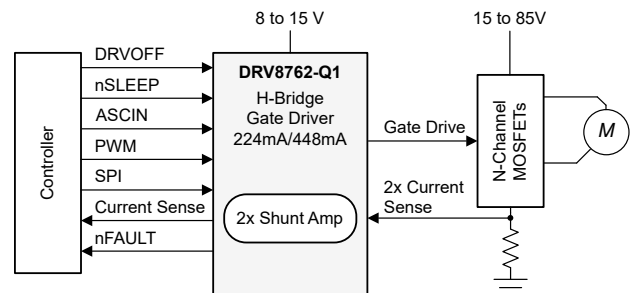 8 to 15 V
15 to 85V
Controller
DRVOFF
nSLEEP
ASCIN
PWM
SPI
Current Sense
nFAULT
DRV8762-Q1
H-Bridge
Gate Driver
224mA/448mA
2x Shunt Amp
Gate Drive
2x Current
Sense
N-Channel
MOSFETs
M